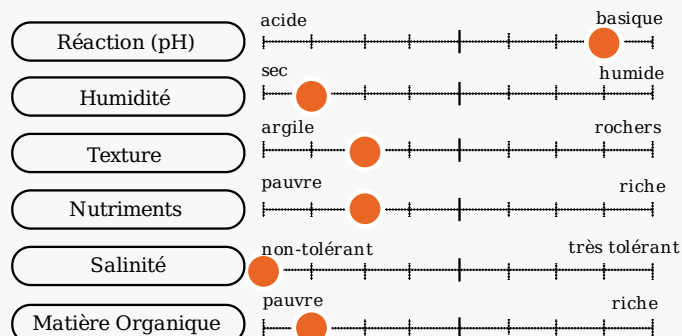 acide basique
Réaction (pH)
sec humide
Humidité
argile rochers
Texture
pauvre riche
Nutriments
non-tolérant très tolérant
Salinité
pauvre riche
Matière Organique